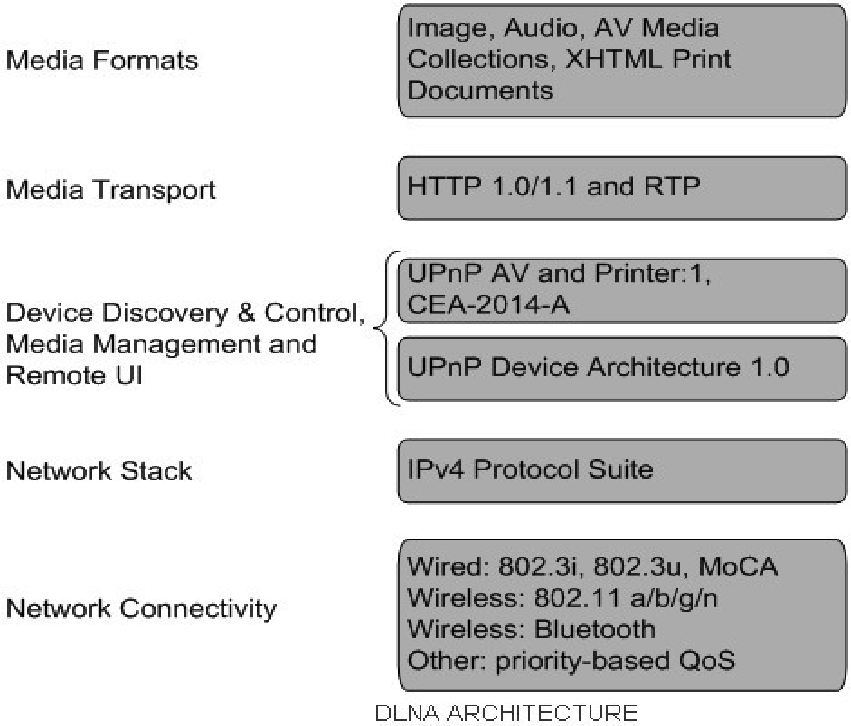 Media Formats
Image, Audio, AV Media
Collections, XHTML Print
Documents
Media Transport
HTTP 1.0/1.1 and RTP
Device Discovery & Control,
Media Management and
Remote UI
UPnP AV and Printer:1,
CEA-2014-A
UPnP Device Architecture 1.0
Network Stack
IPv4 Protocol Suite
Network Connectivity
Wired: 802.3i, 802.3u, MoCA
Wireless: 802.11 a/b/g/n
Wireless: Bluetooth
Other: priority-based QoS
DLNA ARCHITECTURE